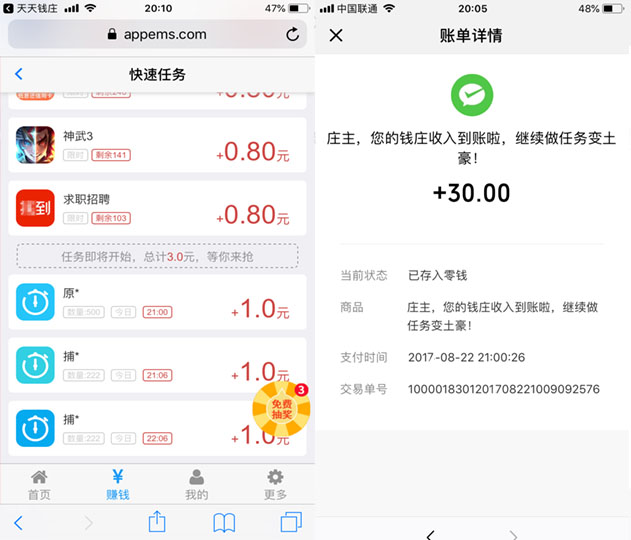 天天钱庄
20:10
47%
appems.com
快速任务
神武3
限时 剩余141
+0.80元
求职招聘
限时 剩余103
+0.80元
任务即将开始，总计3.0元，等你来抢
原*
数量:500 今日 21:00
+1.0元
捕*
数量:222 今日 21:06
+1.0元
捕*
数量:222 今日 22:06
+1.0元
3
免费
抽奖
首页 赚钱 我的 更多
中国联通
20:05
48%
账单详情
庄主，您的钱庄收入到账啦，继续做任务变土
豪！
+30.00
当前状态 已存入零钱
商品 庄主，您的钱庄收入到账啦，继续做
任务变土豪！
支付时间 2017-08-22 21:00:26
交易单号 1000018301201708221009092576